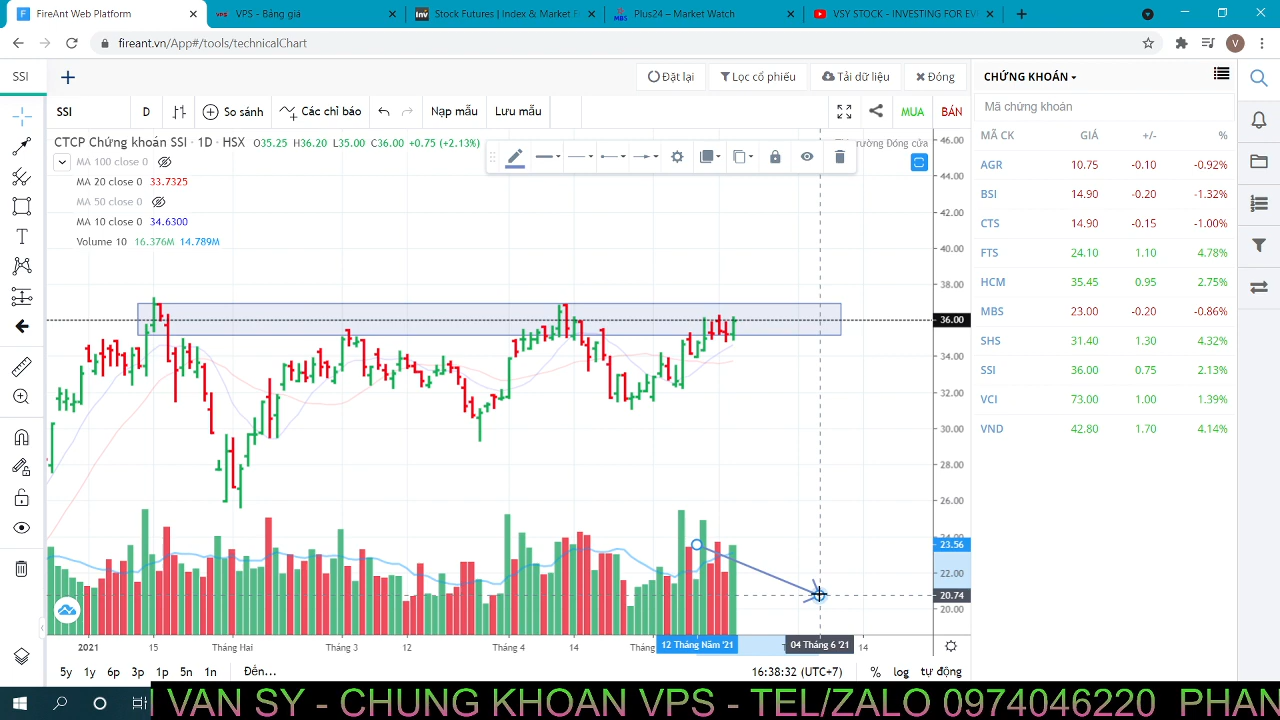 FireAnt Web Platform
VPS - Bảng giá
Stock Futures | Index & Market F
Plus24 – Market Watch
VSY STOCK - INVESTING FOR EV
fireant.vn/App#/tools/technicalChart
V
SSI
Đặt lại
Lọc cổ phiếu
Tải dữ liệu
Đóng
SSI
D
So sánh
Các chỉ báo
Nạp mẫu
Lưu mẫu
MUA
BÁN
CTCP Chứng khoán SSI · 1D · HSX O35.25 H36.20 L35.00 C36.00 +0.75 (+2.13%)
trường Đóng cửa
MA 100 close 0
MA 20 close 0 33.7325
MA 50 close 0
MA 10 close 0 34.6300
Volume 10 16.376M 14.789M
46.00
44.00
42.00
40.00
38.00
36.00
34.00
32.00
30.00
28.00
26.00
24.00
23.56
22.00
20.74
20.00
2021
15
Tháng Hai
Tháng 3
12
Tháng 4
14
Tháng
12 Tháng Năm '21
04 Tháng 6 '21
14
5y 1y 6p 3p 1p 5n 1n Đến...
16:38:32 (UTC+7)
% log tự động
CHỨNG KHOÁN
Mã chứng khoán
MÃ CK GIÁ +/- %
AGR 10.75 -0.10 -0.92%
BSI 14.90 -0.20 -1.32%
CTS 14.90 -0.15 -1.00%
FTS 24.10 1.10 4.78%
HCM 35.45 0.95 2.75%
MBS 23.00 -0.20 -0.86%
SHS 31.40 1.30 4.32%
SSI 36.00 0.75 2.13%
VCI 73.00 1.00 1.39%
VND 42.80 1.70 4.14%
VAN SY - CHUNG KHOAN VPS - TEL/ZALO 0974046220 PHAN